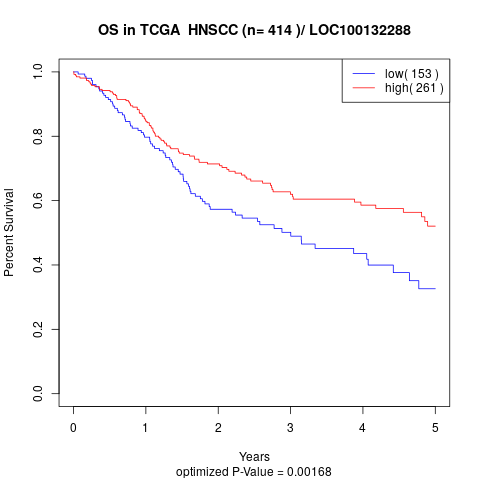 OS in TCGA  HNSCC (n= 414 )/ LOC100132288
low( 153 )
high( 261 )
Percent Survival
1.0
0.8
0.6
0.4
0.2
0.0
0 1 2 3 4 5
Years
optimized P-Value = 0.00168